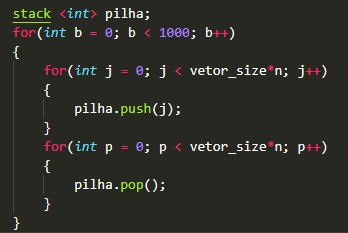 stack <int> pilha;
for(int b = 0; b < 1000; b++)
{
    for(int j = 0; j < vetor_size*n; j++)
    {
        pilha.push(j);
    }
    for(int p = 0; p < vetor_size*n; p++)
    {
        pilha.pop();
    }
}